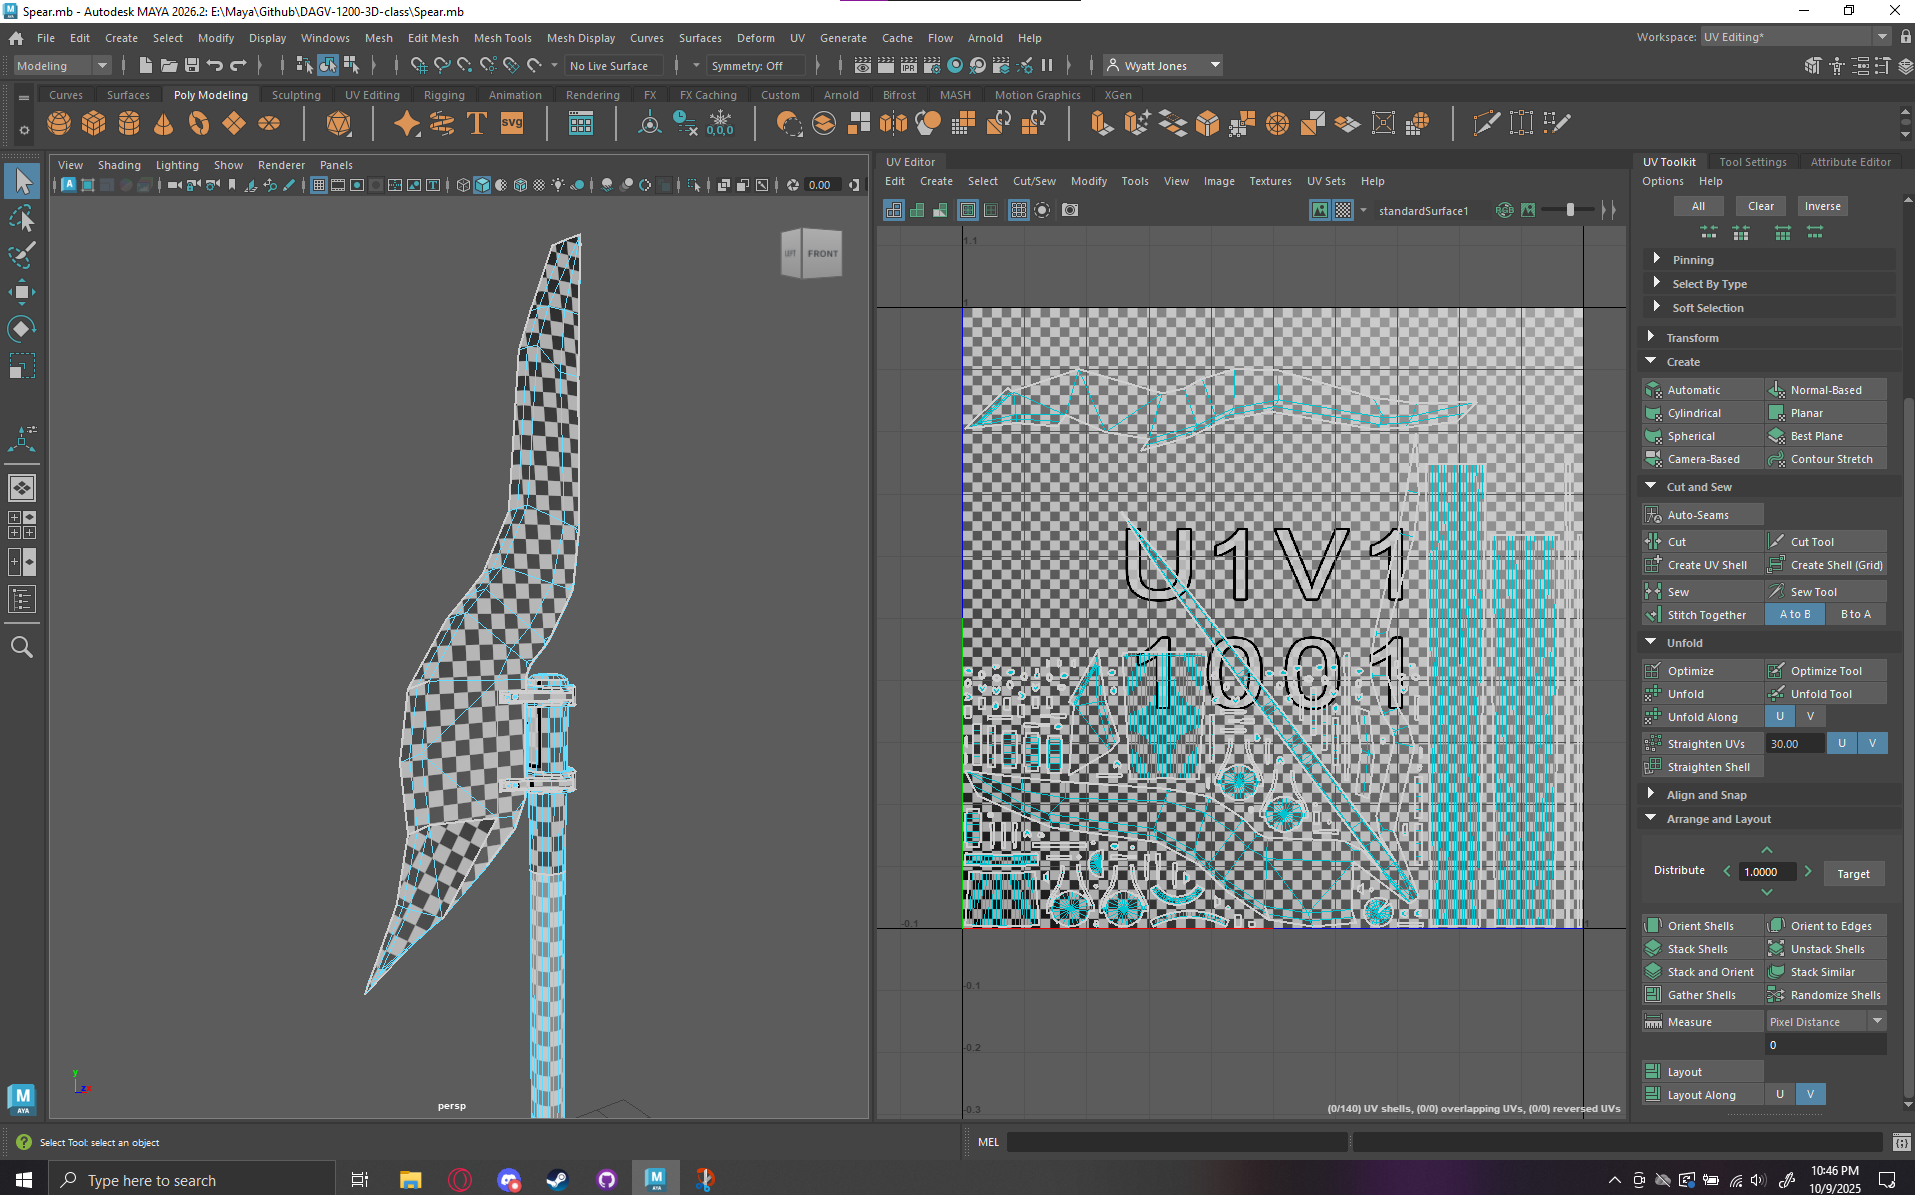 Spear.mb - Autodesk MAYA 2026.2: E:\Maya\Github\DAGV-1200-3D-class\Spear.mb
File Edit Create Select Modify Display Windows Mesh Edit Mesh Mesh Tools Mesh Display Curves Surfaces Deform UV Generate Cache Flow Arnold Help
Workspace: UV Editing*
Modeling
No Live Surface
Symmetry: Off
Wyatt Jones
Curves Surfaces Poly Modeling Sculpting UV Editing Rigging Animation Rendering FX FX Caching Custom Arnold Bifrost MASH Motion Graphics XGen
View Shading Lighting Show Renderer Panels
0.00
LEFT FRONT
persp
UV Editor
Edit Create Select Cut/Sew Modify Tools View Image Textures UV Sets Help
standardSurface1
1.1
1
U1V1
1001
-0.1
1
-0.1
-0.2
-0.3
(0/140) UV shells, (0/0) overlapping UVs, (0/0) reversed UVs
UV Toolkit Tool Settings Attribute Editor
Options Help
All Clear Inverse
Pinning
Select By Type
Soft Selection
Transform
Create
Automatic Normal-Based
Cylindrical Planar
Spherical Best Plane
Camera-Based Contour Stretch
Cut and Sew
Auto-Seams
Cut Cut Tool
Create UV Shell Create Shell (Grid)
Sew Sew Tool
Stitch Together A to B B to A
Unfold
Optimize Optimize Tool
Unfold Unfold Tool
Unfold Along U V
Straighten UVs 30.00 U V
Straighten Shell
Align and Snap
Arrange and Layout
Distribute 1.0000 Target
Orient Shells Orient to Edges
Stack Shells Unstack Shells
Stack and Orient Stack Similar
Gather Shells Randomize Shells
Measure Pixel Distance
0
Layout
Layout Along U V
Select Tool: select an object
MEL
Type here to search
10:46 PM
10/9/2025